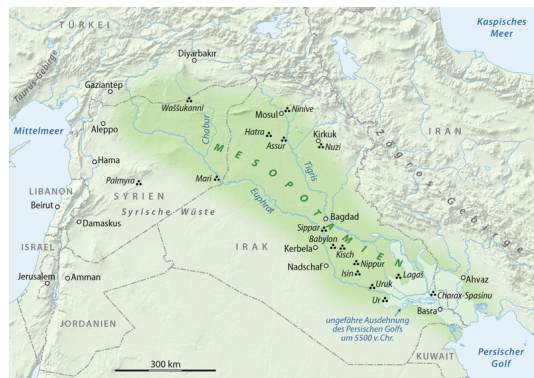 Kaspisches
Meer
TÜRKEI
Diyarbakır
Taurus-Gebirge
Gaziantep
Waššukanni
Mosul
Ninive
Mittelmeer
Aleppo
Chabur
Hatra
Assur
Kirkuk
Nuzi
IRAN
Zagros Gebirge
Hama
MESOPOTAMIEN
Tigris
LIBANON
Palmyra
Mari
SYRIEN
Euphrat
Beirut
Syrische Wüste
Damaskus
Bagdad
Sippar
ISRAEL
IRAK
Babylon
Kerbela
Kisch
Nadschaf
Nippur
Jerusalem
Amman
Isin
Lagaš
Ahvaz
Uruk
Charax-Spasinu
Ur
Basra
JORDANIEN
ungefähre Ausdehnung
des Persischen Golfs
um 5500 v. Chr.
KUWAIT
Persischer
Golf
300 km